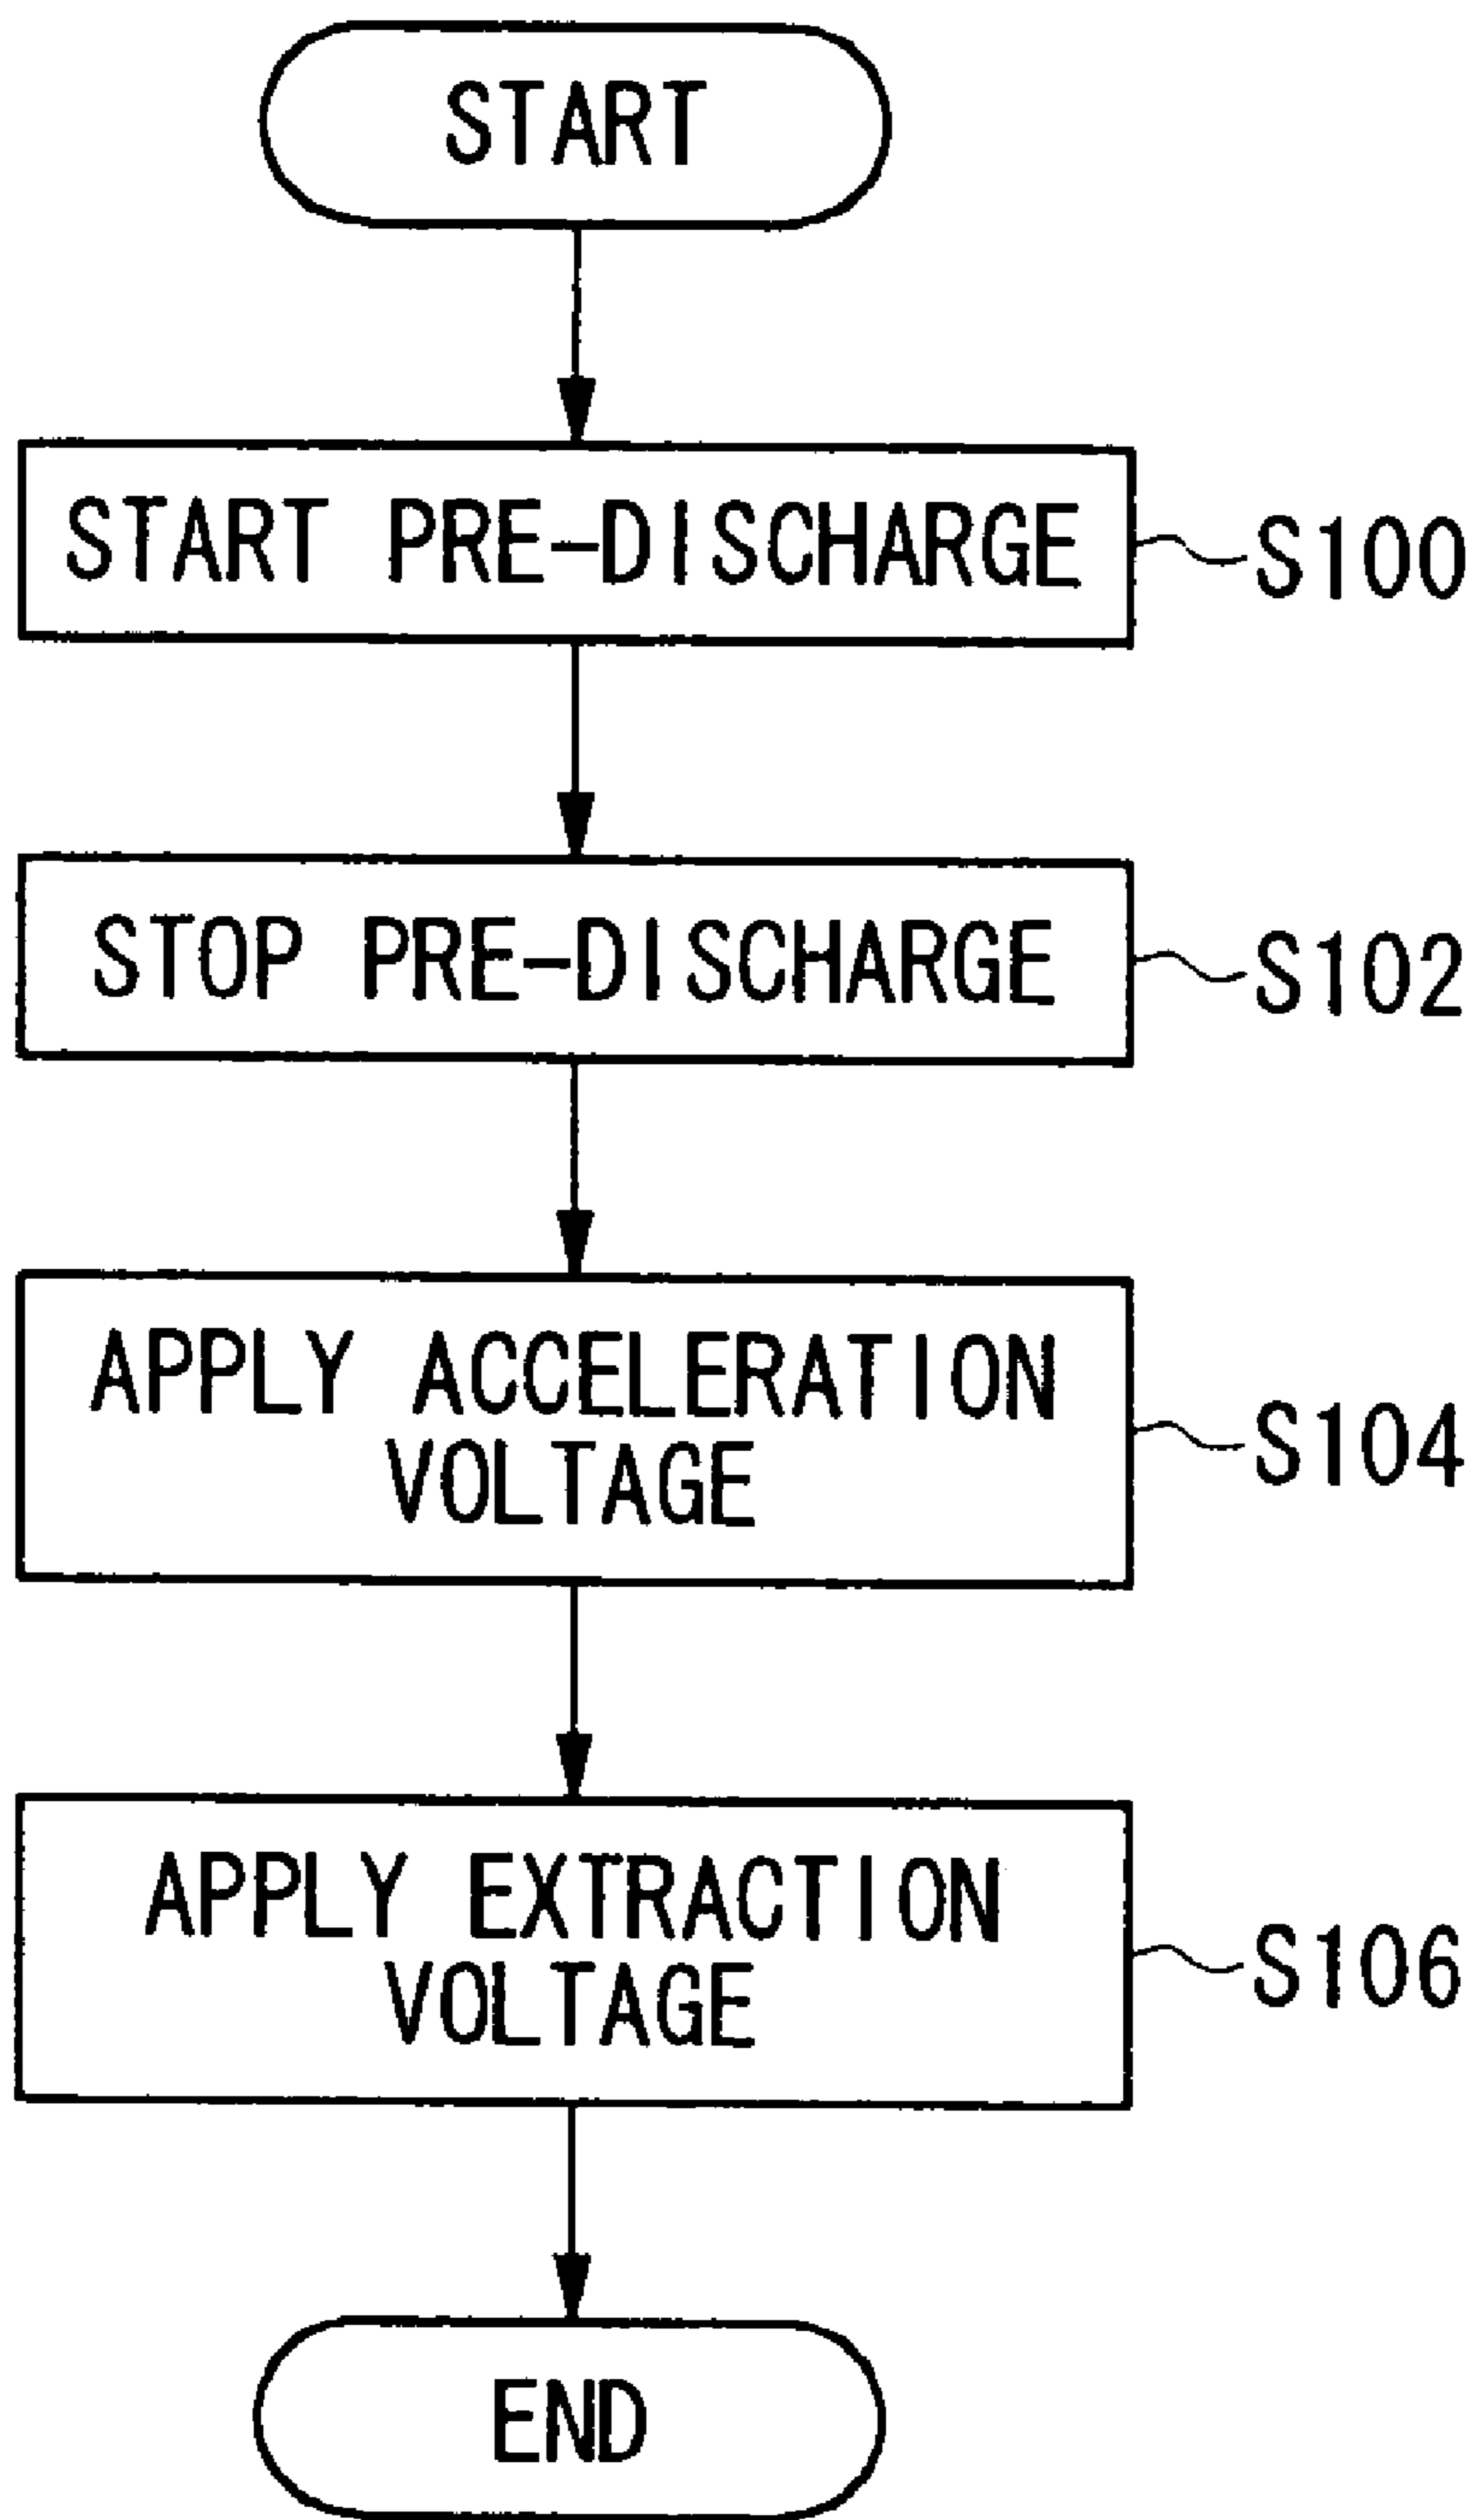 START
START PRE-DISCHARGE
S100
STOP PRE-DISCHARGE
S102
APPLY ACCELERATION
VOLTAGE
S104
APPLY EXTRACTION
VOLTAGE
S106
END